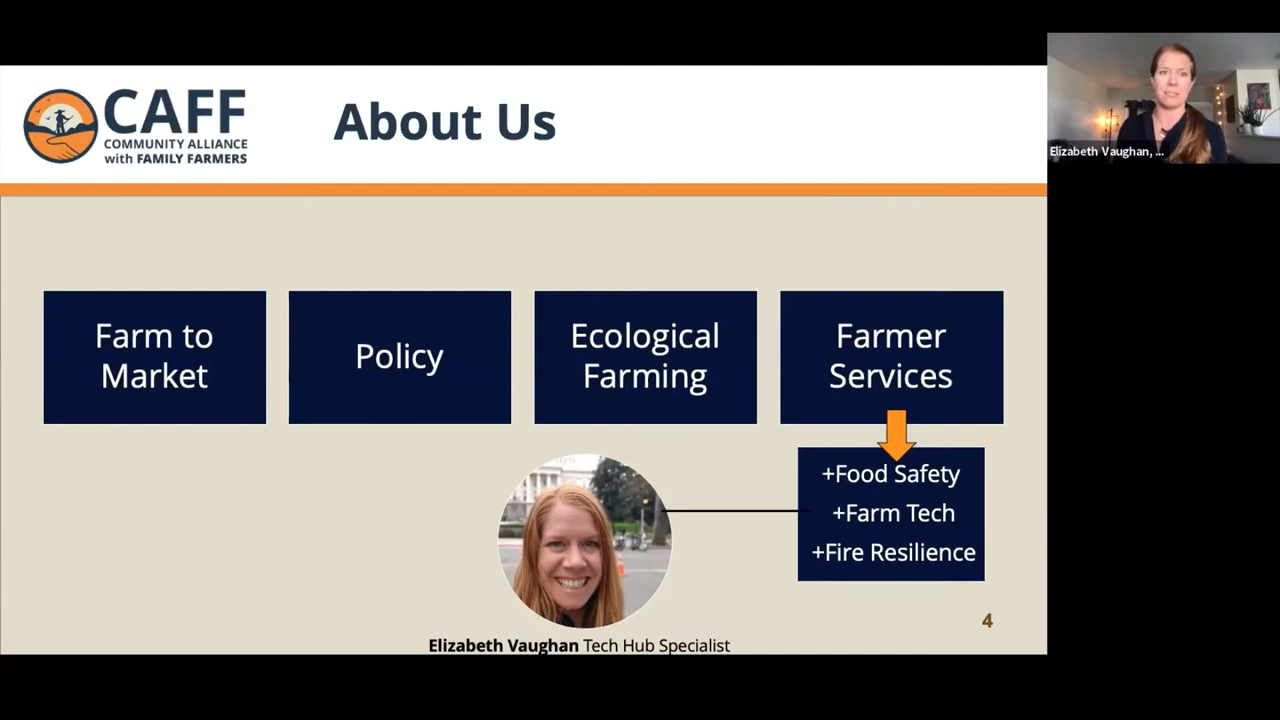 CAFF
COMMUNITY ALLIANCE
with FAMILY FARMERS
About Us
Elizabeth Vaughan, ...
Farm to
Market
Policy
Ecological
Farming
Farmer
Services
+Food Safety
+Farm Tech
+Fire Resilience
4
Elizabeth Vaughan Tech Hub Specialist